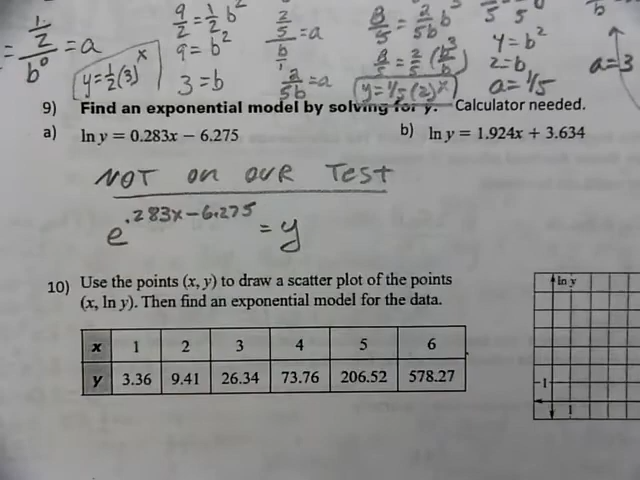 9/2 = 1/2 b²
2/5 / b/1 = a
8/5 = 2/5b b³
= 1/2 / b⁰ = a
9 = b²
8/5 = 2/5 (b³/b)
y = b²
y = 1/2 (3)ˣ
3 = b
2/5b = a
y = 1/5 (2)ˣ
2 = b
a = 1/5
a = 3
9) Find an exponential model by solving for y. Calculator needed.
a) ln y = 0.283x − 6.275
b) ln y = 1.924x + 3.634
NOT ON OUR TEST
e^.283x−6.275 = y
10) Use the points (x, y) to draw a scatter plot of the points
(x, ln y). Then find an exponential model for the data.
x 1 2 3 4 5 6
y 3.36 9.41 26.34 73.76 206.52 578.27
ln y
1
1